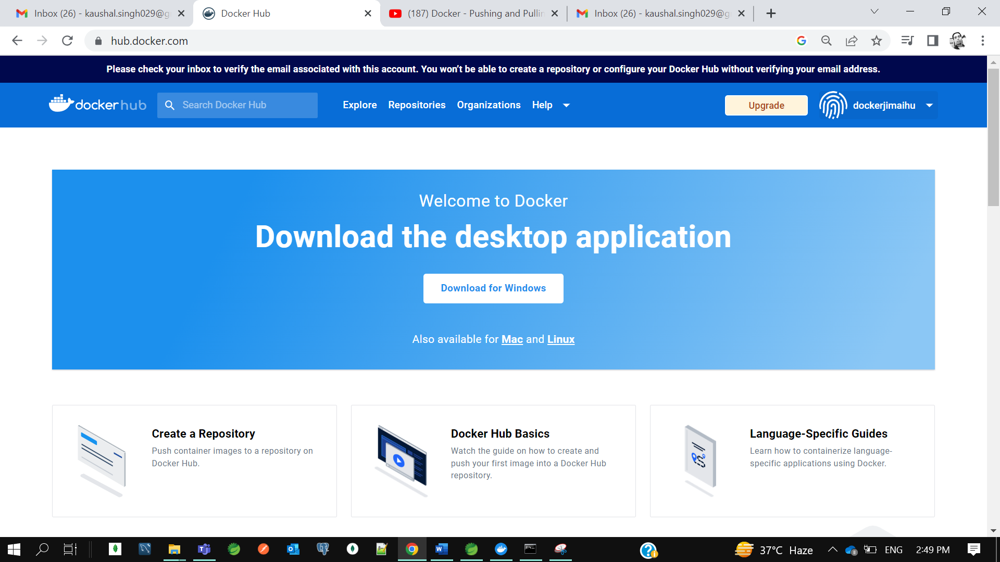 Inbox (26) - kaushal.singh029@g
Docker Hub
(187) Docker - Pushing and Pullin
Inbox (26) - kaushal.singh029@g
hub.docker.com
Please check your inbox to verify the email associated with this account. You won’t be able to create a repository or configure your Docker Hub without verifying your email address.
docker hub
Search Docker Hub
Explore
Repositories
Organizations
Help
Upgrade
dockerjimaihu
Welcome to Docker
Download the desktop application
Download for Windows
Also available for Mac and Linux
Create a Repository
Push container images to a repository on
Docker Hub.
Docker Hub Basics
Watch the guide on how to create and
push your first image into a Docker Hub
repository.
Language-Specific Guides
Learn how to containerize language-
specific applications using Docker.
37°C Haze
ENG
2:49 PM